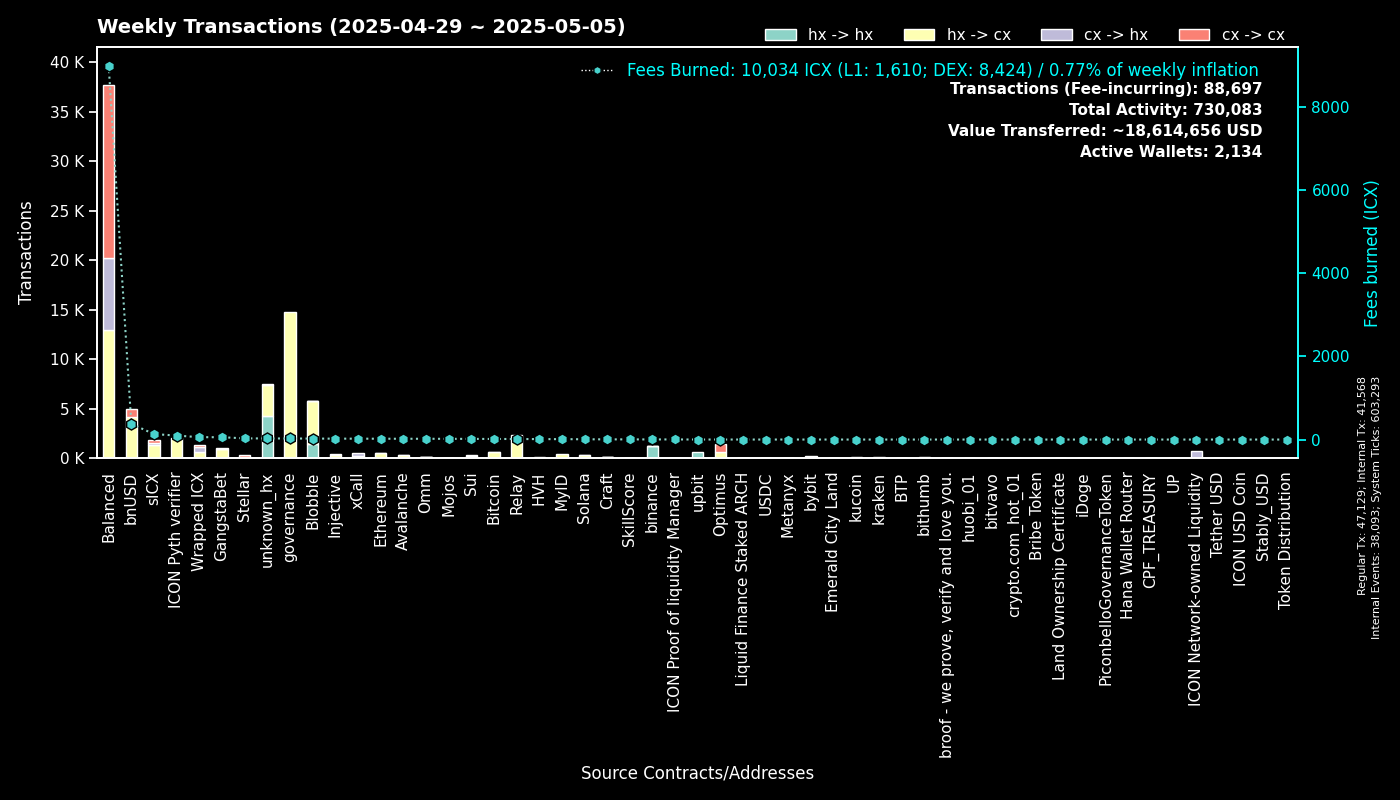 Weekly Transactions (2025-04-29 ~ 2025-05-05)
hx -> hx
hx -> cx
cx -> hx
cx -> cx
Fees Burned: 10,034 ICX (L1: 1,610; DEX: 8,424) / 0.77% of weekly inflation
Transactions (Fee-incurring): 88,697
Total Activity: 730,083
Value Transferred: ~18,614,656 USD
Active Wallets: 2,134
Transactions
40 K
35 K
30 K
25 K
20 K
15 K
10 K
5 K
0 K
8000
6000
4000
2000
0
Fees burned (ICX)
Regular Tx: 47,129; Internal Tx: 41,568
Internal Events: 38,093; System Ticks: 603,293
Balanced
bnUSD
sICX
ICON Pyth verifier
Wrapped ICX
GangstaBet
Stellar
unknown_hx
governance
Blobble
Injective
xCall
Ethereum
Avalanche
Omm
Mojos
Sui
Bitcoin
Relay
HVH
MyID
Solana
Craft
SkillScore
binance
ICON Proof of liquidity Manager
upbit
Optimus
Liquid Finance Staked ARCH
USDC
Metanyx
bybit
Emerald City Land
kucoin
kraken
BTP
bithumb
broof - we prove, verify and love you.
huobi_01
bitvavo
crypto.com_hot_01
Bribe Token
Land Ownership Certificate
iDoge
PiconbelloGovernanceToken
Hana Wallet Router
CPF_TREASURY
UP
ICON Network-owned Liquidity
Tether USD
ICON USD Coin
Stably_USD
Token Distribution
Source Contracts/Addresses